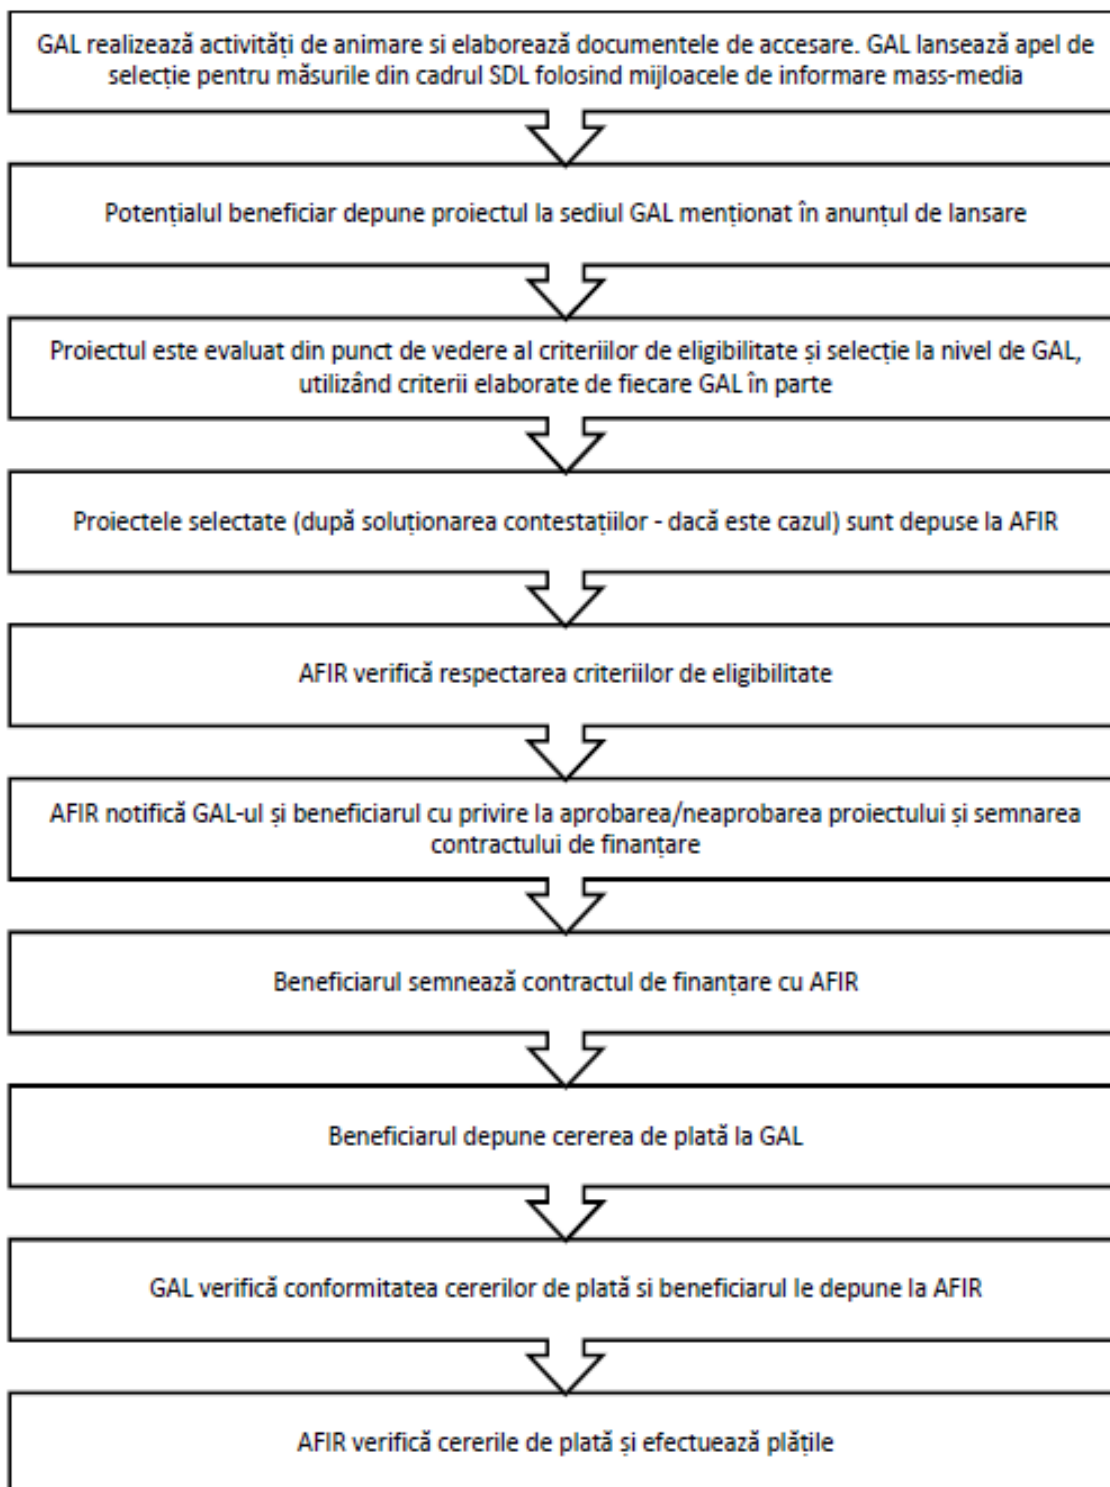 GAL realizează activități de animare si elaborează documentele de accesare. GAL lansează apel de
selecție pentru măsurile din cadrul SDL folosind mijloacele de informare mass-media
Potențialul beneficiar depune proiectul la sediul GAL menționat în anunțul de lansare
Proiectul este evaluat din punct de vedere al criteriilor de eligibilitate și selecție la nivel de GAL,
utilizând criterii elaborate de fiecare GAL în parte
Proiectele selectate (după soluționarea contestațiilor - dacă este cazul) sunt depuse la AFIR
AFIR verifică respectarea criteriilor de eligibilitate
AFIR notifică GAL-ul și beneficiarul cu privire la aprobarea/neaprobarea proiectului și semnarea
contractului de finanțare
Beneficiarul semnează contractul de finanțare cu AFIR
Beneficiarul depune cererea de plată la GAL
GAL verifică conformitatea cererilor de plată si beneficiarul le depune la AFIR
AFIR verifică cererile de plată și efectuează plățile